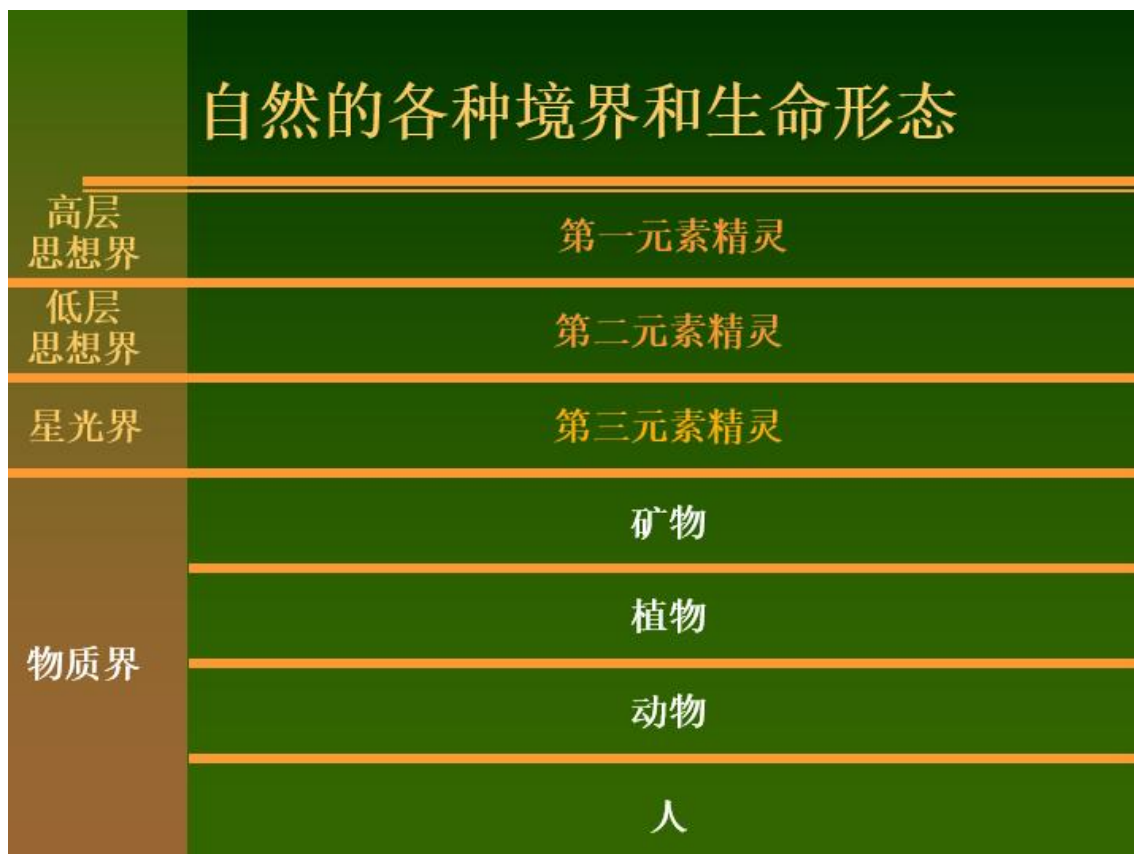 自然的各种境界和生命形态
高层
思想界
第一元素精灵
低层
思想界
第二元素精灵
星光界
第三元素精灵
物质界
矿物
植物
动物
人